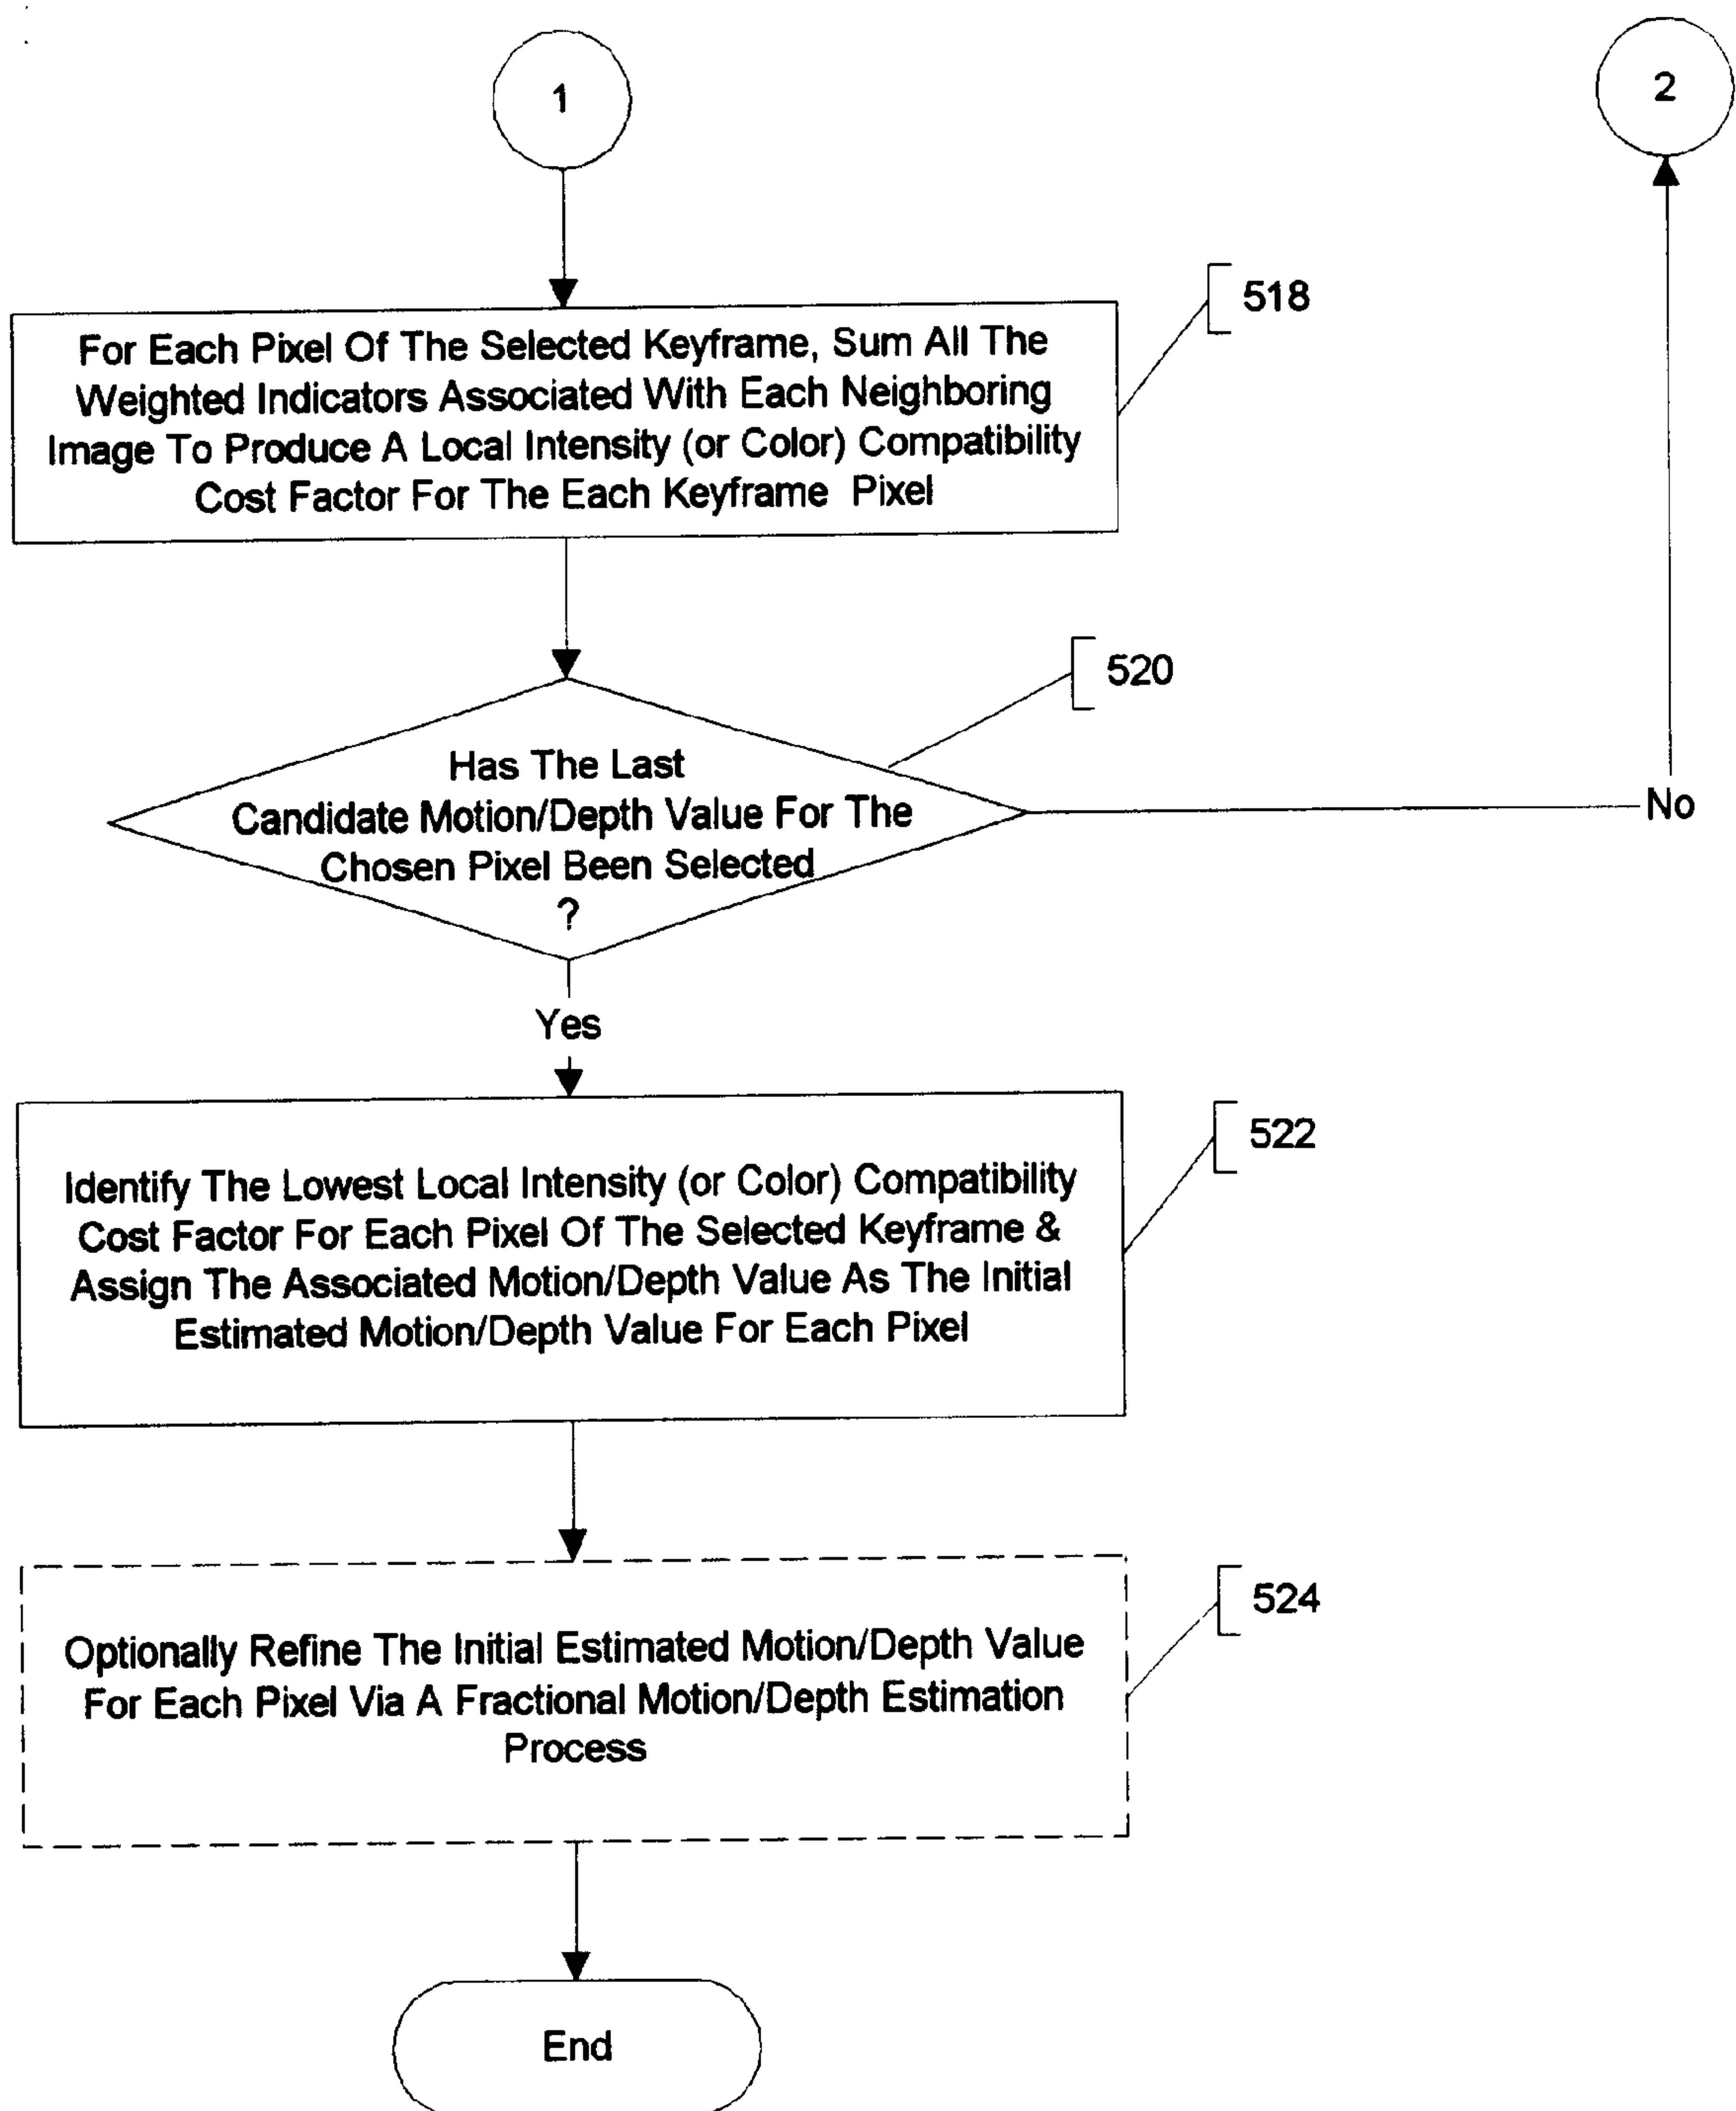 1
2
518
For Each Pixel Of The Selected Keyframe, Sum All The
Weighted Indicators Associated With Each Neighboring
Image To Produce A Local Intensity (or Color) Compatibility
Cost Factor For The Each Keyframe Pixel
520
Has The Last
Candidate Motion/Depth Value For The
Chosen Pixel Been Selected
?
No
Yes
522
Identify The Lowest Local Intensity (or Color) Compatibility
Cost Factor For Each Pixel Of The Selected Keyframe &
Assign The Associated Motion/Depth Value As The Initial
Estimated Motion/Depth Value For Each Pixel
524
Optionally Refine The Initial Estimated Motion/Depth Value
For Each Pixel Via A Fractional Motion/Depth Estimation
Process
End